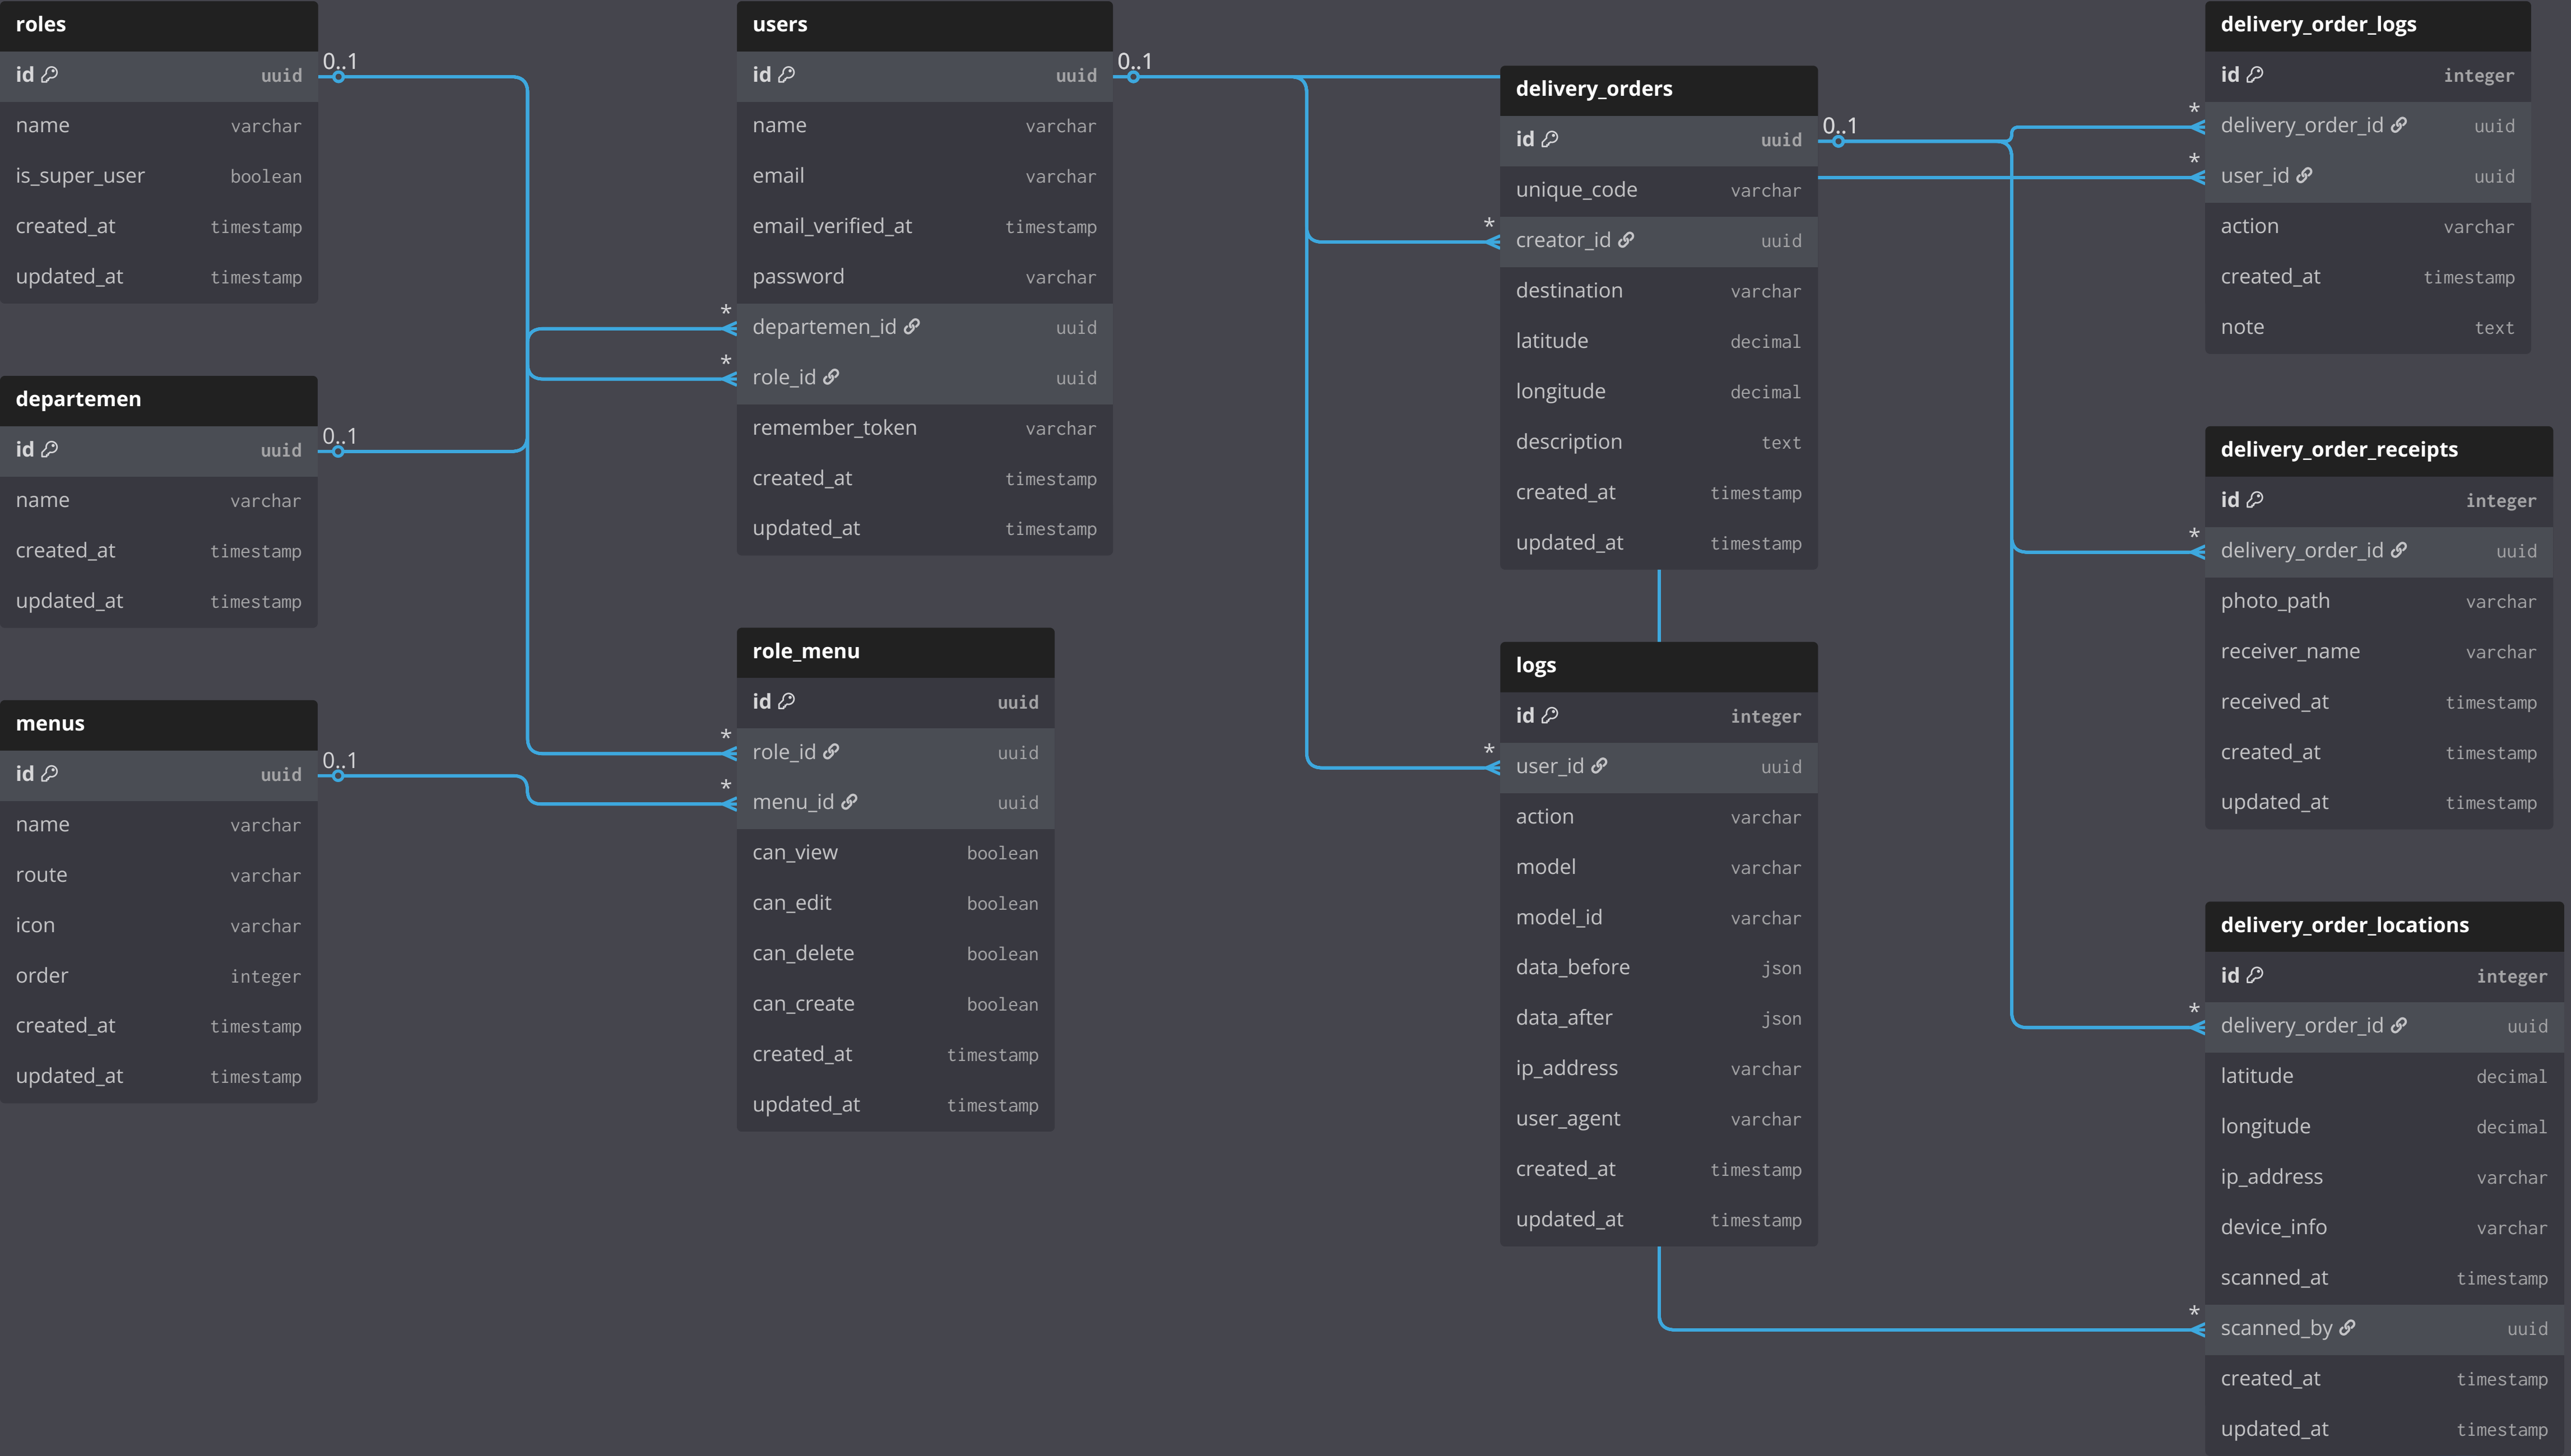 roles
id uuid
name varchar
is_super_user boolean
created_at timestamp
updated_at timestamp
0..1
departemen
id uuid
name varchar
created_at timestamp
updated_at timestamp
0..1
menus
id uuid
name varchar
route varchar
icon varchar
order integer
created_at timestamp
updated_at timestamp
0..1
users
id uuid
name varchar
email varchar
email_verified_at timestamp
password varchar
* departemen_id uuid
* role_id uuid
remember_token varchar
created_at timestamp
updated_at timestamp
0..1
role_menu
id uuid
* role_id uuid
* menu_id uuid
can_view boolean
can_edit boolean
can_delete boolean
can_create boolean
created_at timestamp
updated_at timestamp
delivery_orders
id uuid
unique_code varchar
* creator_id uuid
destination varchar
latitude decimal
longitude decimal
description text
created_at timestamp
updated_at timestamp
0..1
logs
id integer
* user_id uuid
action varchar
model varchar
model_id varchar
data_before json
data_after json
ip_address varchar
user_agent varchar
created_at timestamp
updated_at timestamp
delivery_order_logs
id integer
* delivery_order_id uuid
* user_id uuid
action varchar
created_at timestamp
note text
delivery_order_receipts
id integer
* delivery_order_id uuid
photo_path varchar
receiver_name varchar
received_at timestamp
created_at timestamp
updated_at timestamp
delivery_order_locations
id integer
* delivery_order_id uuid
latitude decimal
longitude decimal
ip_address varchar
device_info varchar
scanned_at timestamp
* scanned_by uuid
created_at timestamp
updated_at timestamp